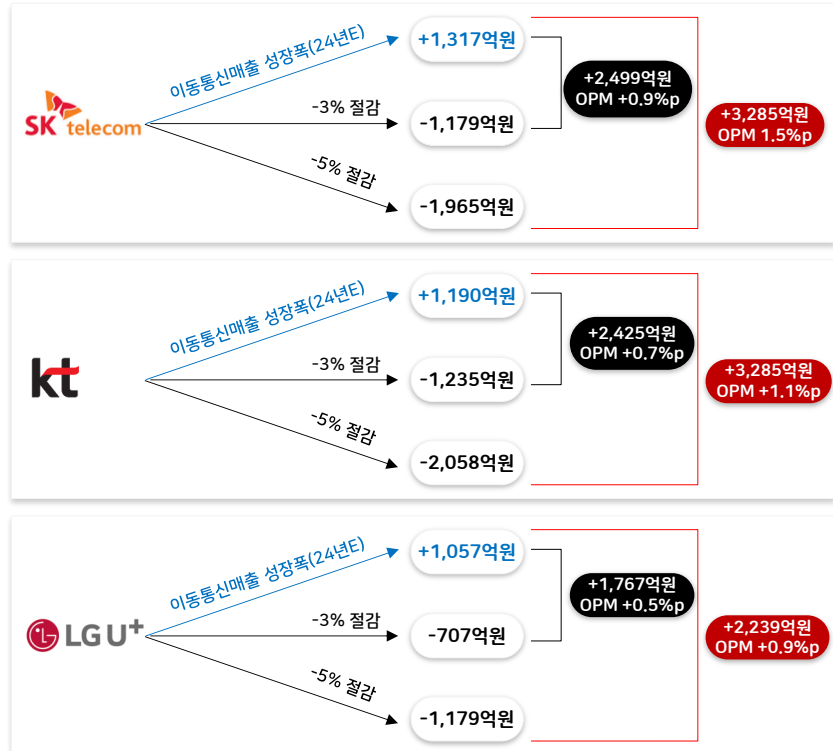 이동통신매출 성장폭(24년E)
+1,317억원
+2,499억원
OPM +0.9%p
-3% 절감
SK telecom
-1,179억원
+3,285억원
OPM 1.5%p
-5% 절감
-1,965억원
이동통신매출 성장폭(24년E)
+1,190억원
+2,425억원
OPM +0.7%p
-3% 절감
kt
-1,235억원
+3,285억원
OPM +1.1%p
-5% 절감
-2,058억원
이동통신매출 성장폭(24년E)
+1,057억원
+1,767억원
OPM +0.5%p
-3% 절감
LG U+
-707억원
+2,239억원
OPM +0.9%p
-5% 절감
-1,179억원